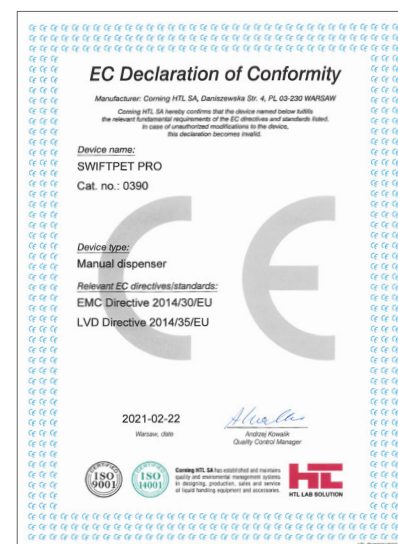 EC Declaration of Conformity
Manufacturer: Corning HTL SA, Daniszewska Str. 4, PL 03-230 WARSAW
Corning HTL SA hereby confirms that the device named below fulfills
the relevant fundamental requirements of the EC directives and standards listed.
In case of unauthorized modifications to the device,
this declaration becomes invalid.
Device name:
SWIFTPET PRO
Cat. no.: 0390
CE
Device type:
Manual dispenser
Relevant EC directives/standards:
EMC Directive 2014/30/EU
LVD Directive 2014/35/EU
2021-02-22
Warsaw, date
Andrzej Kowalik
Quality Control Manager
CERTIFIED
ISO
9001
CERTIFIED
ISO
14001
Corning HTL SA has established and maintains
quality and environmental management systems
in designing, production, sales and service
of liquid handling equipment and accessories.
HTL
HTL LAB SOLUTION